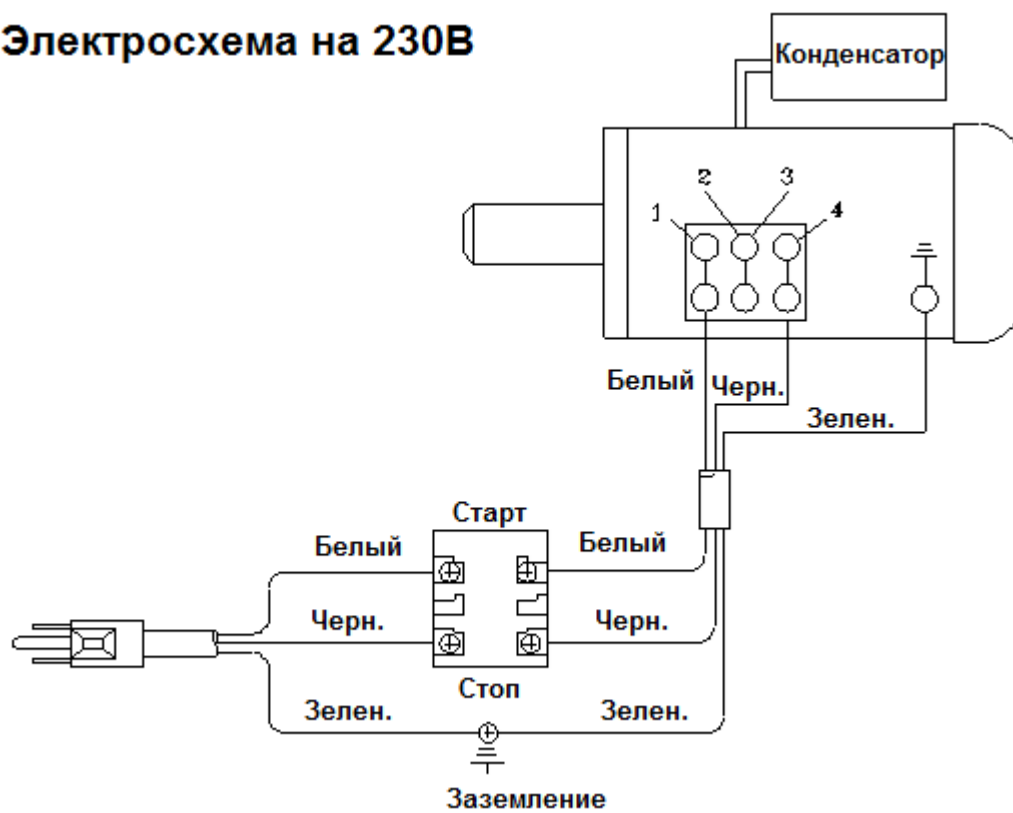 Электросхема на 230В
Конденсатор
2 3
1 4
Белый Черн.
Зелен.
Старт
Белый Белый
Черн. Черн.
Стоп
Зелен. Зелен.
Заземление